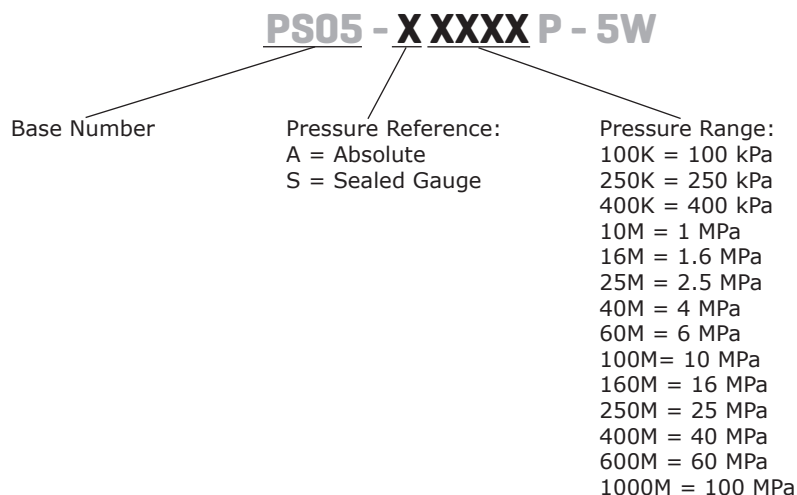 PS05 - X XXXX P - 5W
Base Number
Pressure Reference:
A = Absolute
S = Sealed Gauge
Pressure Range:
100K = 100 kPa
250K = 250 kPa
400K = 400 kPa
10M = 1 MPa
16M = 1.6 MPa
25M = 2.5 MPa
40M = 4 MPa
60M = 6 MPa
100M= 10 MPa
160M = 16 MPa
250M = 25 MPa
400M = 40 MPa
600M = 60 MPa
1000M = 100 MPa